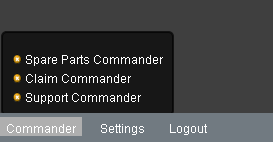 Spare Parts Commander
Claim Commander
Support Commander
Commander Settings Logout